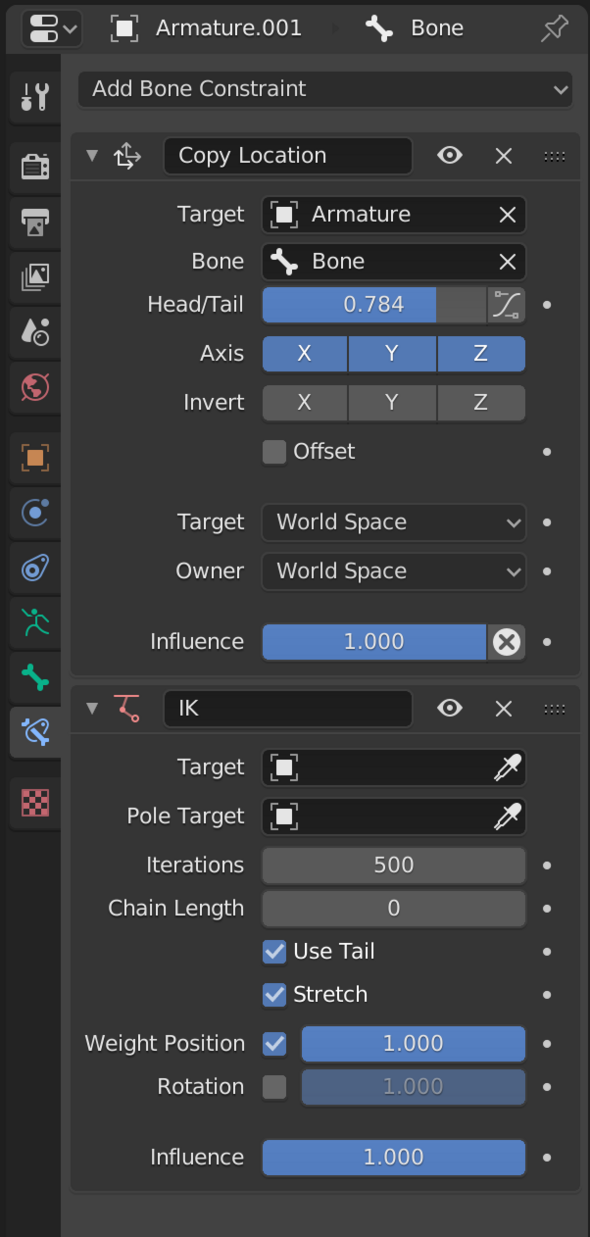 Armature.001 Bone
Add Bone Constraint
Copy Location
Target Armature
Bone Bone
Head/Tail 0.784
Axis X Y Z
Invert X Y Z
Offset
Target World Space
Owner World Space
Influence 1.000
IK
Target
Pole Target
Iterations 500
Chain Length 0
Use Tail
Stretch
Weight Position 1.000
Rotation 1.000
Influence 1.000